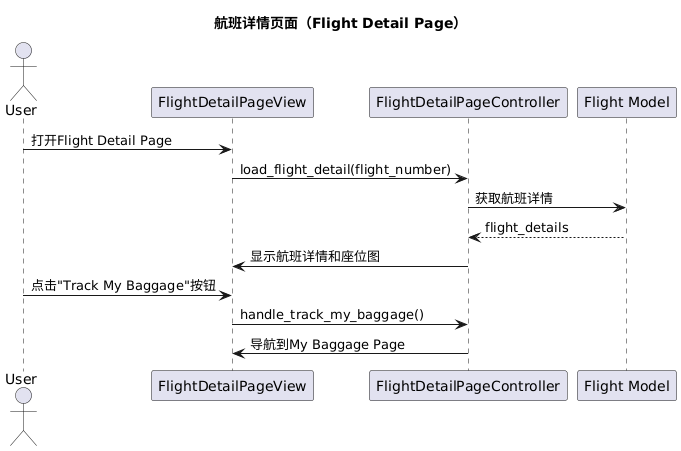 航班详情页面（Flight Detail Page）
User
FlightDetailPageView
FlightDetailPageController
Flight Model
打开Flight Detail Page
load_flight_detail(flight_number)
获取航班详情
flight_details
显示航班详情和座位图
点击"Track My Baggage"按钮
handle_track_my_baggage()
导航到My Baggage Page
User
FlightDetailPageView
FlightDetailPageController
Flight Model